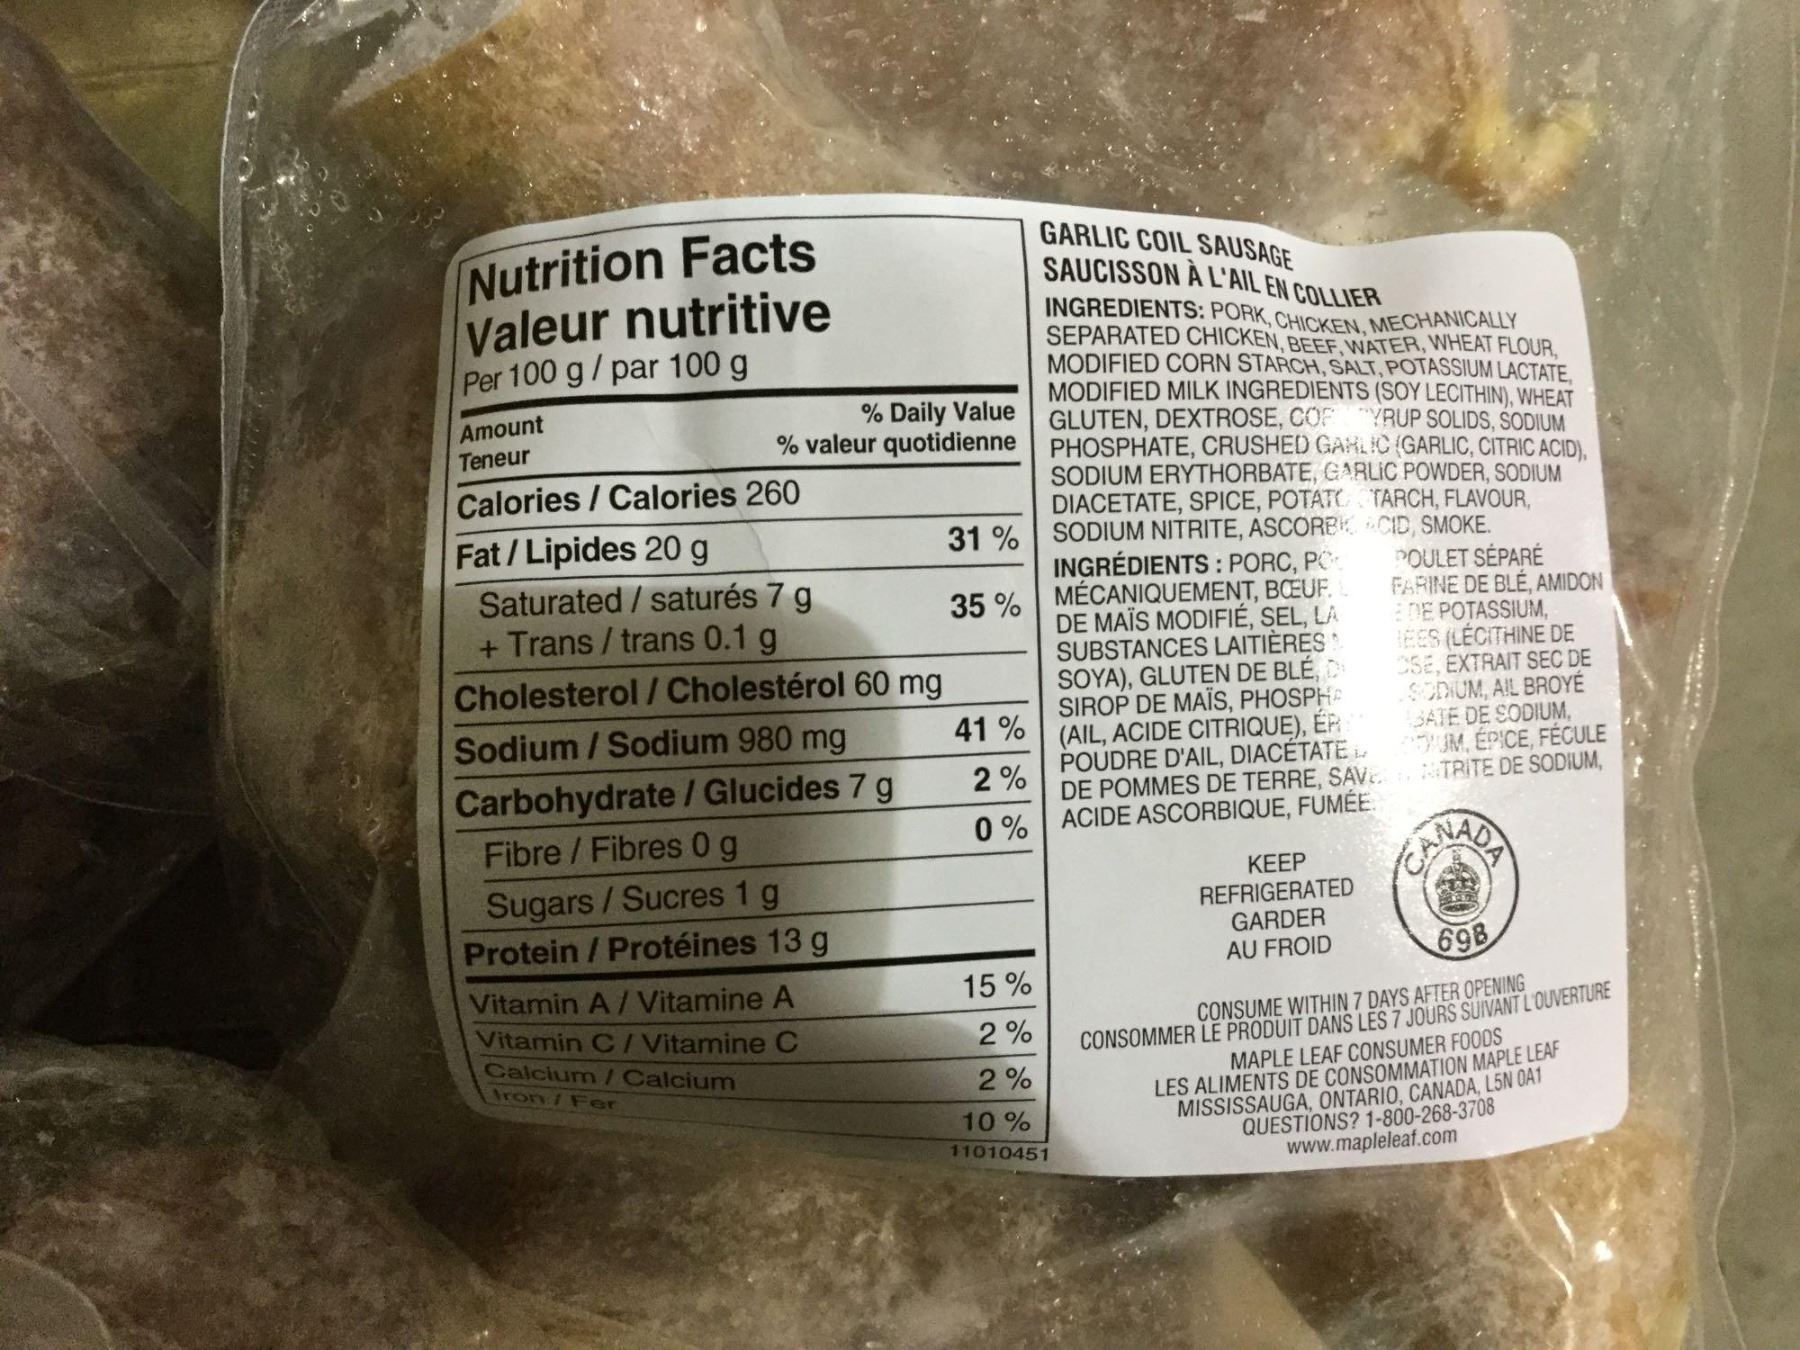 Nutrition Facts
Valeur nutritive
Per 100 g / par 100 g
Amount % Daily Value
Teneur % valeur quotidienne
Calories / Calories 260
Fat / Lipides 20 g 31 %
Saturated / saturés 7 g 35 %
+ Trans / trans 0.1 g
Cholesterol / Cholestérol 60 mg
Sodium / Sodium 980 mg 41 %
Carbohydrate / Glucides 7 g 2 %
Fibre / Fibres 0 g 0 %
Sugars / Sucres 1 g
Protein / Protéines 13 g
Vitamin A / Vitamine A 15 %
Vitamin C / Vitamine C 2 %
Calcium / Calcium 2 %
Iron / Fer 10 %
11010451
GARLIC COIL SAUSAGE
SAUCISSON À L'AIL EN COLLIER
INGREDIENTS: PORK, CHICKEN, MECHANICALLY
SEPARATED CHICKEN, BEEF, WATER, WHEAT FLOUR,
MODIFIED CORN STARCH, SALT, POTASSIUM LACTATE,
MODIFIED MILK INGREDIENTS (SOY LECITHIN), WHEAT
GLUTEN, DEXTROSE, SOLIDS, SODIUM
PHOSPHATE, CRUSHED GARLIC (GARLIC, CITRIC ACID),
SODIUM ERYTHORBATE, GARLIC POWDER, SODIUM
DIACETATE, SPICE, POTATO STARCH, FLAVOUR,
SODIUM NITRITE, ASCORBIC ACID, SMOKE.
INGRÉDIENTS : PORC, POULET SÉPARÉ
MÉCANIQUEMENT, BŒUF, FARINE DE BLÉ, AMIDON
DE MAÏS MODIFIÉ, SEL, DE POTASSIUM,
SUBSTANCES LAITIÈRES (LÉCITHINE DE
SOYA), GLUTEN DE BLÉ, EXTRAIT SEC DE
SIROP DE MAÏS, SODIUM, AIL BROYÉ
(AIL, ACIDE CITRIQUE), DE SODIUM,
POUDRE D'AIL, DIACÉTATE ÉPICE, FÉCULE
DE POMMES DE TERRE, NITRITE DE SODIUM,
ACIDE ASCORBIQUE, FUMÉE.
KEEP
REFRIGERATED
GARDER
AU FROID
CANADA
69B
CONSUME WITHIN 7 DAYS AFTER OPENING
CONSOMMER LE PRODUIT DANS LES 7 JOURS SUIVANT L'OUVERTURE
MAPLE LEAF CONSUMER FOODS
LES ALIMENTS DE CONSOMMATION MAPLE LEAF
MISSISSAUGA, ONTARIO, CANADA, L5N 0A1
QUESTIONS? 1-800-268-3708
www.mapleleaf.com